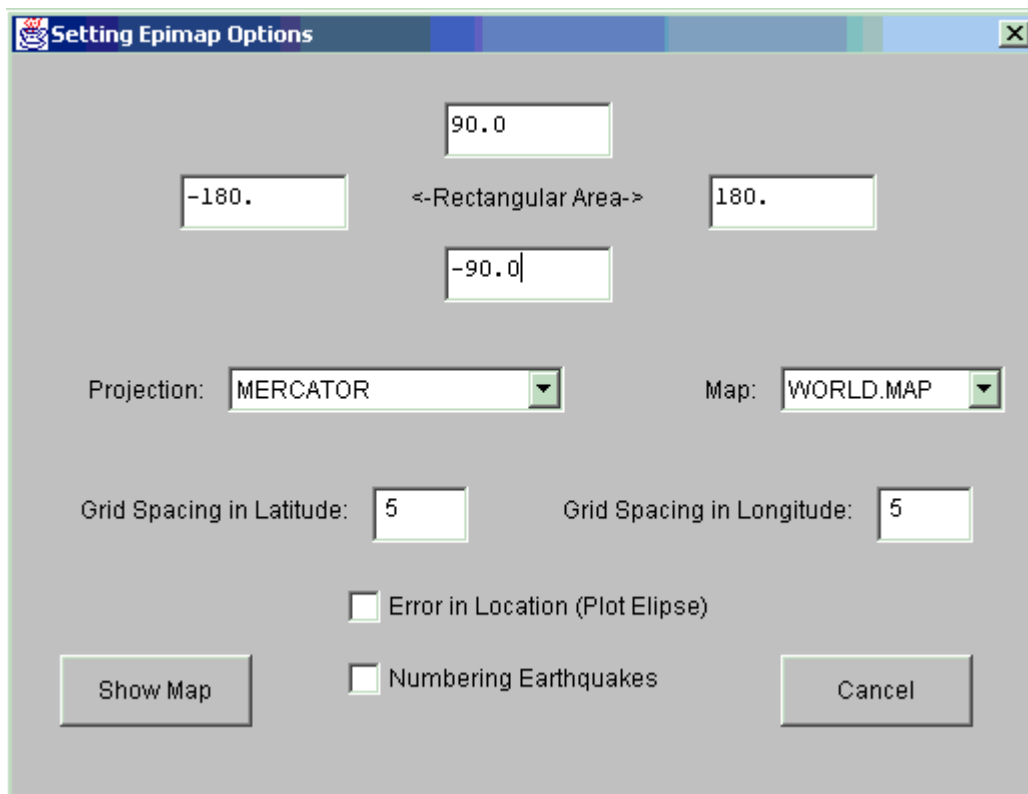 Setting Epimap Options
90.0
-180.
<-Rectangular Area->
180.
-90.0
Projection:
MERCATOR
Map:
WORLD.MAP
Grid Spacing in Latitude:
5
Grid Spacing in Longitude:
5
Error in Location (Plot Elipse)
Show Map
Numbering Earthquakes
Cancel